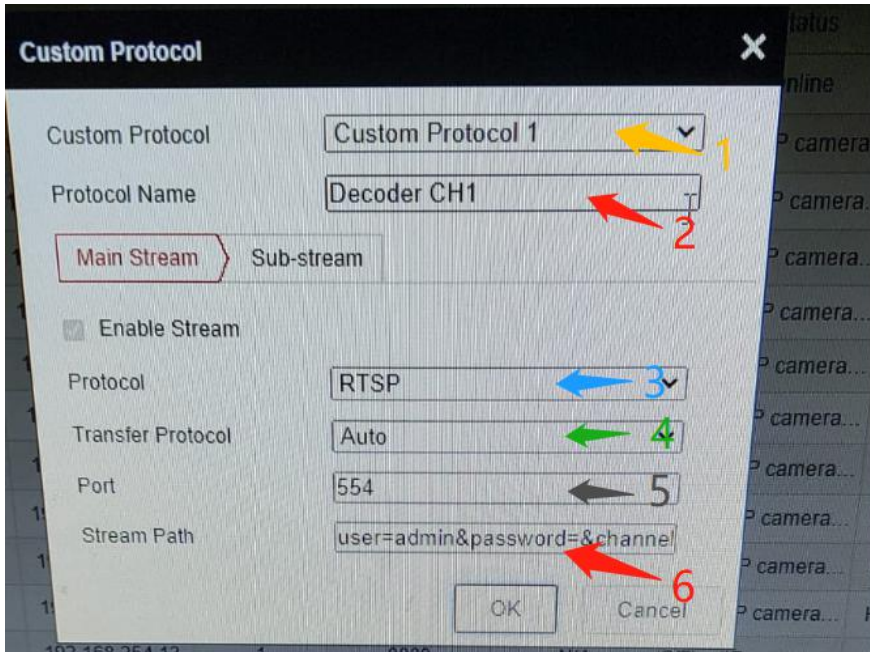 Custom Protocol
Custom Protocol Custom Protocol 1 1
Protocol Name Decoder CH1 2
Main Stream Sub-stream
Enable Stream
Protocol RTSP 3
Transfer Protocol Auto 4
Port 554 5
Stream Path user=admin&password=&channel 6
OK Cancel
P camera
P camera...
P camera...
P camera...
P camera...
P camera...
P camera...
P camera...
P camera...
P camera...